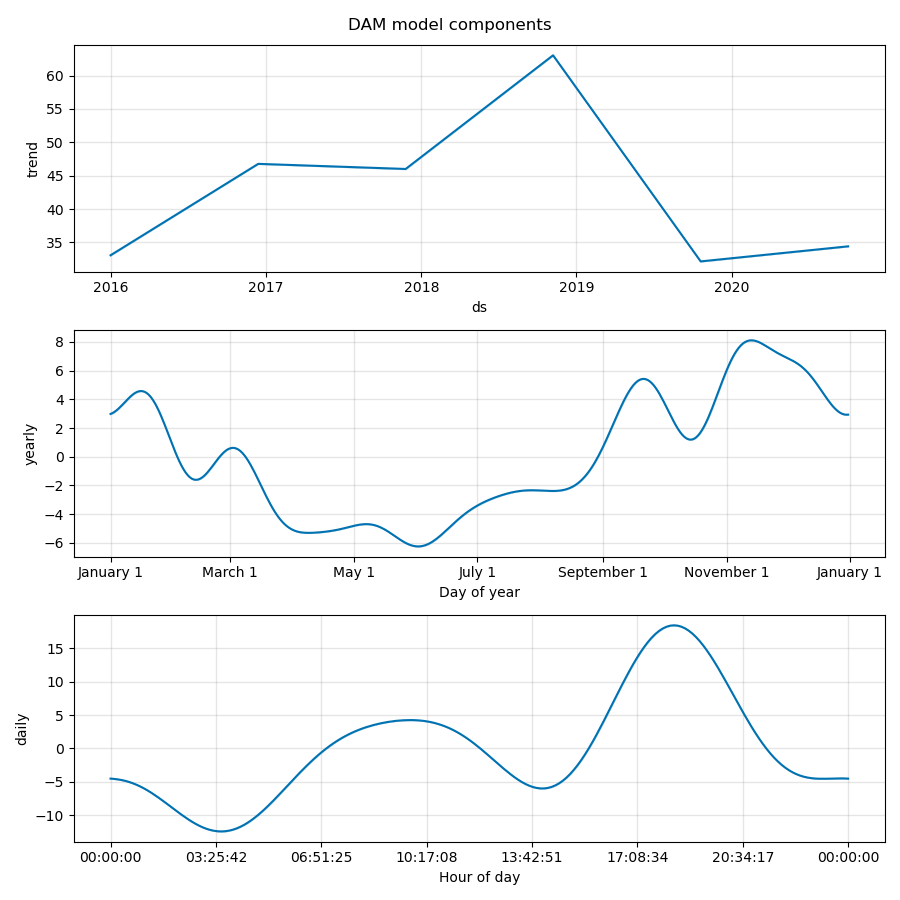 DAM model components
60
55
50
45
40
35
trend
2016 2017 2018 2019 2020
ds
8
6
4
2
0
−2
−4
−6
yearly
January 1 March 1 May 1 July 1 September 1 November 1 January 1
Day of year
15
10
5
0
−5
−10
daily
00:00:00 03:25:42 06:51:25 10:17:08 13:42:51 17:08:34 20:34:17 00:00:00
Hour of day